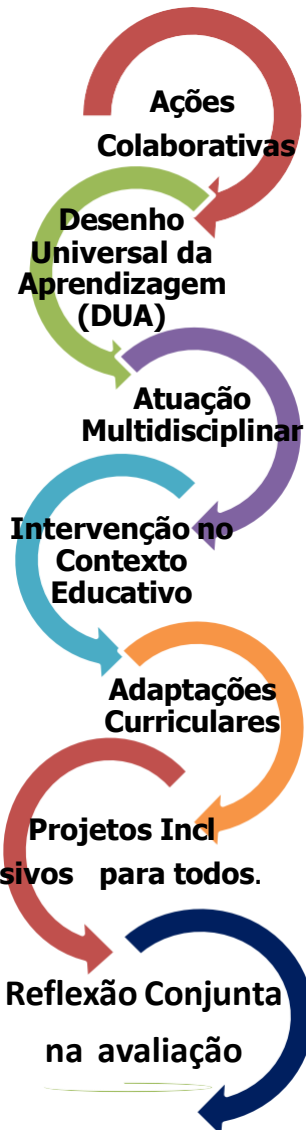 Ações
Colaborativas
Desenho
Universal da
Aprendizagem
(DUA)
Atuação
Multidisciplinar
Intervenção no
Contexto
Educativo
Adaptações
Curriculares
Projetos Incl
sivos para todos.
Reflexão Conjunta
na avaliação